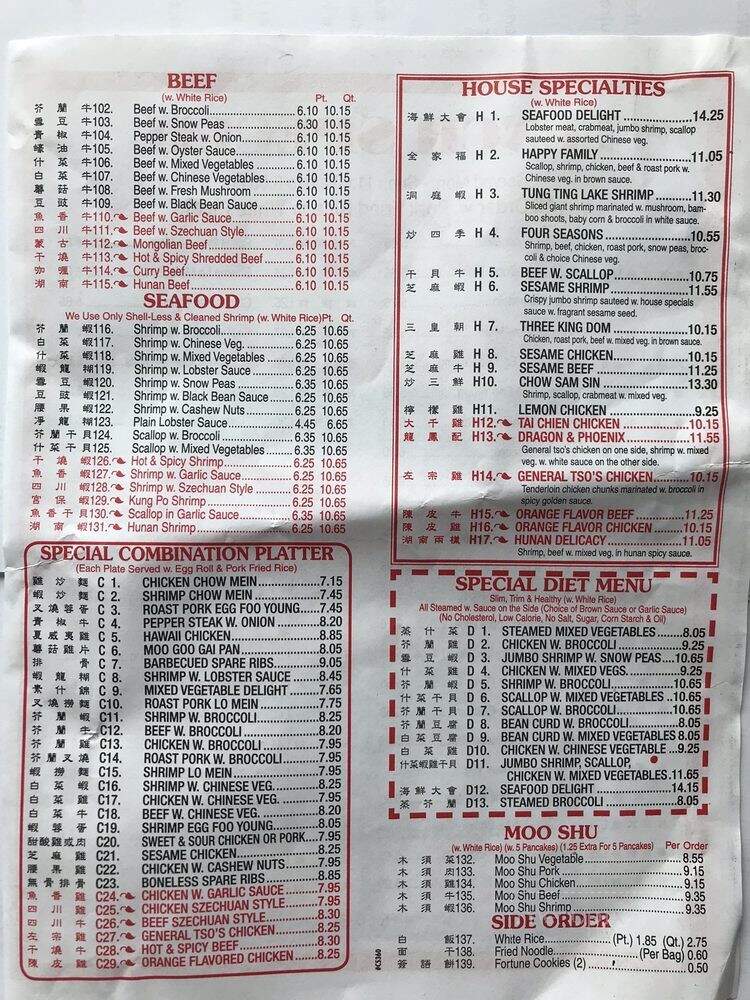 BEEF
(w. White Rice) Pt. Qt.
芥蘭牛102. Beef w. Broccoli 6.10 10.15
雪豆牛103. Beef w. Snow Peas 6.30 10.15
青椒牛104. Pepper Steak w. Onion 6.10 10.15
蠔油牛105. Beef w. Oyster Sauce 6.10 10.15
什菜牛106. Beef w. Mixed Vegetables 6.10 10.15
白菜牛107. Beef w. Chinese Vegetables 6.10 10.15
蘑菇牛108. Beef w. Fresh Mushroom 6.10 10.15
豆豉牛109. Beef w. Black Bean Sauce 6.10 10.15
魚香牛110. Beef w. Garlic Sauce 6.10 10.15
四川牛111. Beef w. Szechuan Style 6.10 10.15
蒙古牛112. Mongolian Beef 6.10 10.15
干燒牛113. Hot & Spicy Shredded Beef 6.10 10.15
咖喱牛114. Curry Beef 6.10 10.15
湖南牛115. Hunan Beef 6.10 10.15
SEAFOOD
We Use Only Shell-Less & Cleaned Shrimp (w. White Rice) Pt. Qt.
芥蘭蝦116. Shrimp w. Broccoli 6.25 10.65
白菜蝦117. Shrimp w. Chinese Veg. 6.25 10.65
什菜蝦118. Shrimp w. Mixed Vegetables 6.25 10.65
蝦龍糊119. Shrimp w. Lobster Sauce 6.25 10.65
雪豆蝦120. Shrimp w. Snow Peas 6.35 10.65
豆豉蝦121. Shrimp w. Black Bean Sauce 6.25 10.65
腰果蝦122. Shrimp w. Cashew Nuts 6.25 10.65
凈龍糊123. Plain Lobster Sauce 4.45 6.65
芥蘭干貝124. Scallop w. Broccoli 6.35 10.65
什菜干貝125. Scallop w. Mixed Vegetables 6.35 10.65
干燒蝦126. Hot & Spicy Shrimp 6.25 10.65
魚香蝦127. Shrimp w. Garlic Sauce 6.25 10.65
四川蝦128. Shrimp w. Szechuan Style 6.25 10.65
宮保蝦129. Kung Po Shrimp 6.25 10.65
魚香干貝130. Scallop in Garlic Sauce 6.35 10.65
湖南蝦131. Hunan Shrimp 6.25 10.65
SPECIAL COMBINATION PLATTER
(Each Plate Served w. Egg Roll & Pork Fried Rice)
雞炒麵 C 1. CHICKEN CHOW MEIN 7.15
蝦炒麵 C 2. SHRIMP CHOW MEIN 7.45
叉燒蓉蛋 C 3. ROAST PORK EGG FOO YOUNG 7.45
青椒牛 C 4. PEPPER STEAK W. ONION 8.20
夏威夷雞 C 5. HAWAII CHICKEN 8.85
蘑菇雞片 C 6. MOO GOO GAI PAN 8.05
排骨 C 7. BARBECUED SPARE RIBS 9.05
蝦龍糊 C 8. SHRIMP W. LOBSTER SAUCE 8.45
素什錦 C 9. MIXED VEGETABLE DELIGHT 7.65
叉燒撈麵 C10. ROAST PORK LO MEIN 7.75
芥蘭蝦 C11. SHRIMP W. BROCCOLI 8.25
芥蘭牛 C12. BEEF W. BROCCOLI 8.20
芥蘭雞 C13. CHICKEN W. BROCCOLI 7.95
芥蘭叉燒 C14. ROAST PORK W. BROCCOLI 7.95
蝦撈麵 C15. SHRIMP LO MEIN 7.95
白菜蝦 C16. SHRIMP W. CHINESE VEG. 8.25
白菜雞 C17. CHICKEN W. CHINESE VEG. 7.95
白菜牛 C18. BEEF W. CHINESE VEG. 8.20
蝦蓉蛋 C19. SHRIMP EGG FOO YOUNG 8.05
甜酸雞或肉 C20. SWEET & SOUR CHICKEN OR PORK 7.95
芝麻雞 C21. SESAME CHICKEN 8.25
腰果雞 C22. CHICKEN W. CASHEW NUTS 7.95
無骨排骨 C23. BONELESS SPARE RIBS 8.85
魚香雞 C24. CHICKEN W. GARLIC SAUCE 7.95
四川雞 C25. CHICKEN SZECHUAN STYLE 7.95
四川牛 C26. BEEF SZECHUAN STYLE 8.30
左宗雞 C27. GENERAL TSO'S CHICKEN 8.25
干燒牛 C28. HOT & SPICY BEEF 8.30
陳皮雞 C29. ORANGE FLAVORED CHICKEN 8.25
HOUSE SPECIALTIES
(w. White Rice)
海鮮大會 H 1. SEAFOOD DELIGHT 14.25
Lobster meat, crabmeat, jumbo shrimp, scallop
sauteed w. assorted Chinese veg.
全家福 H 2. HAPPY FAMILY 11.05
Scallop, shrimp, chicken, beef & roast pork w.
Chinese veg. in brown sauce.
洞庭蝦 H 3. TUNG TING LAKE SHRIMP 11.30
Sliced giant shrimp marinated w. mushroom, bam-
boo shoots, baby corn & broccoli in white sauce.
炒四季 H 4. FOUR SEASONS 10.55
Shrimp, beef, chicken, roast pork, snow peas, broc-
coli & choice Chinese veg.
干貝牛 H 5. BEEF W. SCALLOP 10.75
芝麻蝦 H 6. SESAME SHRIMP 11.55
Crispy jumbo shrimp sauteed w. house specials
sauce w. fragrant sesame seed.
三皇朝 H 7. THREE KING DOM 10.15
Chicken, roast pork, beef w. mixed veg. in brown sauce.
芝麻雞 H 8. SESAME CHICKEN 10.15
芝麻牛 H 9. SESAME BEEF 11.25
炒三鮮 H10. CHOW SAM SIN 13.30
Shrimp, scallop, crabmeat w. mixed veg.
檸檬雞 H11. LEMON CHICKEN 9.25
大千雞 H12. TAI CHIEN CHICKEN 10.15
龍鳳配 H13. DRAGON & PHOENIX 11.55
General tso's chicken on one side, shrimp w. mixed
veg. w. white sauce on the other side.
左宗雞 H14. GENERAL TSO'S CHICKEN 10.15
Tenderloin chicken chunks marinated w. broccoli in
spicy golden sauce.
陳皮牛 H15. ORANGE FLAVOR BEEF 11.25
陳皮雞 H16. ORANGE FLAVOR CHICKEN 10.15
湖南兩樣 H17. HUNAN DELICACY 11.05
Shrimp, beef w. mixed veg. in hunan spicy sauce.
SPECIAL DIET MENU
Slim, Trim & Healthy (w. White Rice)
All Steamed w. Sauce on the Side (Choice of Brown Sauce or Garlic Sauce)
(No Cholesterol, Low Calorie, No Salt, Sugar, Corn Starch & Oil)
蒸什菜 D 1. STEAMED MIXED VEGETABLES 8.05
芥蘭雞 D 2. CHICKEN W. BROCCOLI 9.25
雪豆蝦 D 3. JUMBO SHRIMP W. SNOW PEAS 10.65
什菜雞 D 4. CHICKEN W. MIXED VEGS. 9.25
芥蘭蝦 D 5. SHRIMP W. BROCCOLI 10.65
什菜干貝 D 6. SCALLOP W. MIXED VEGETABLES 10.65
芥蘭干貝 D 7. SCALLOP W. BROCCOLI 10.65
芥蘭豆腐 D 8. BEAN CURD W. BROCCOLI 8.05
白菜豆腐 D 9. BEAN CURD W. MIXED VEGETABLES 8.05
白菜雞 D10. CHICKEN W. CHINESE VEGETABLE 9.25
什菜蝦雞干貝 D11. JUMBO SHRIMP, SCALLOP,
CHICKEN W. MIXED VEGETABLES 11.65
海鮮大會 D12. SEAFOOD DELIGHT 14.15
蒸芥蘭 D13. STEAMED BROCCOLI 8.05
MOO SHU
(w. White Rice) (w. 5 Pancakes) (1.25 Extra For 5 Pancakes) Per Order
木須菜132. Moo Shu Vegetable 8.55
木須肉133. Moo Shu Pork 9.15
木須雞134. Moo Shu Chicken 9.15
木須牛135. Moo Shu Beef 9.35
木須蝦136. Moo Shu Shrimp 9.35
SIDE ORDER
白飯137. White Rice (Pt.) 1.85 (Qt.) 2.75
面干138. Fried Noodle (Per Bag) 0.60
簽語餅139. Fortune Cookies (2) 0.50
#CS360